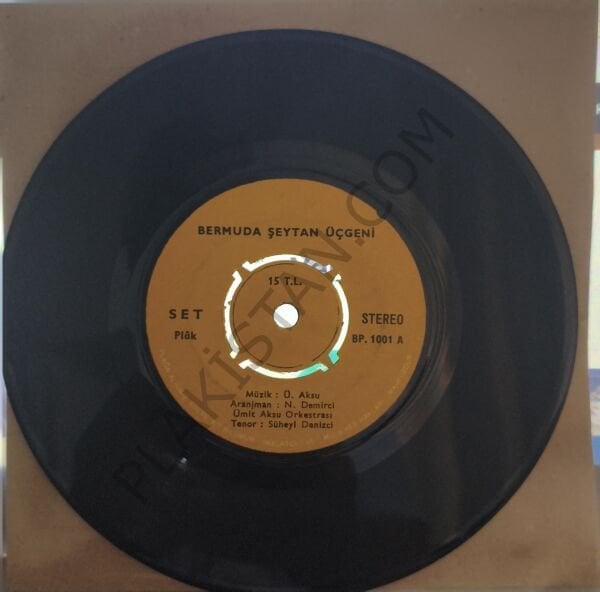 BERMUDA ŞEYTAN ÜÇGENİ
15 T.L.
SET
Plâk
STEREO
BP. 1001 A
Müzik : Ü. Aksu
Aranjman : N. Demirci
Ümit Aksu Orkestrası
Tenor : Süheyl Denizci
PLAKİSTAN.COM